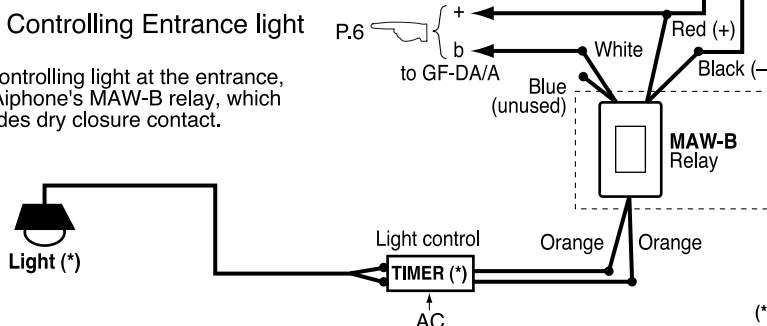 Controlling Entrance light
ontrolling light at the entrance,
Aiphone's MAW-B relay, which
des dry closure contact.
P.6
+
b
to GF-DA/A
Red (+)
White
Black (–
Blue
(unused)
MAW-B
Relay
Orange
Orange
Light control
TIMER (*)
AC
Light (*)
(*